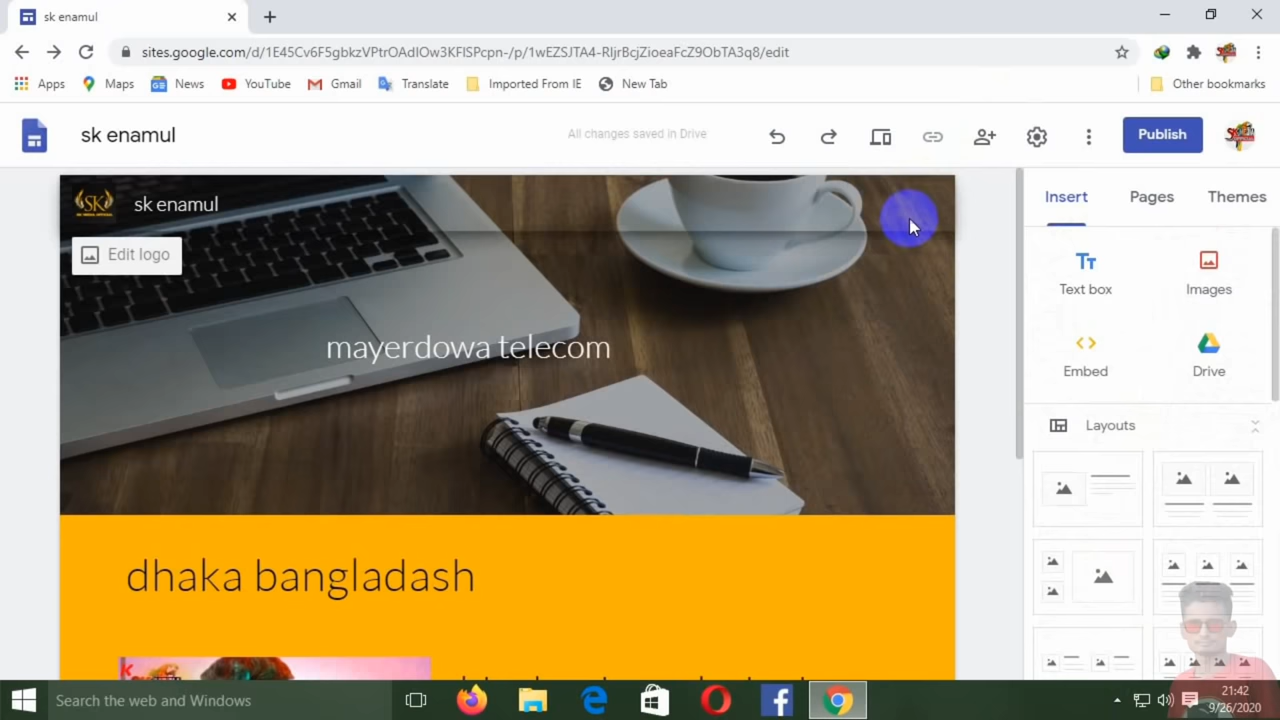 sk enamul
sites.google.com/d/1E45Cv6F5gbkzVPtrOAdIOw3KFlSPcpn-/p/1wEZSJTA4-RljrBcjZioeaFcZ9ObTA3q8/edit
Apps Maps News YouTube Gmail Translate Imported From IE New Tab Other bookmarks
sk enamul
All changes saved in Drive
Publish
SK
sk enamul
Edit logo
mayerdowa telecom
dhaka bangladash
Insert Pages Themes
Text box Images
Embed Drive
Layouts
Search the web and Windows
21:42
9/26/2020